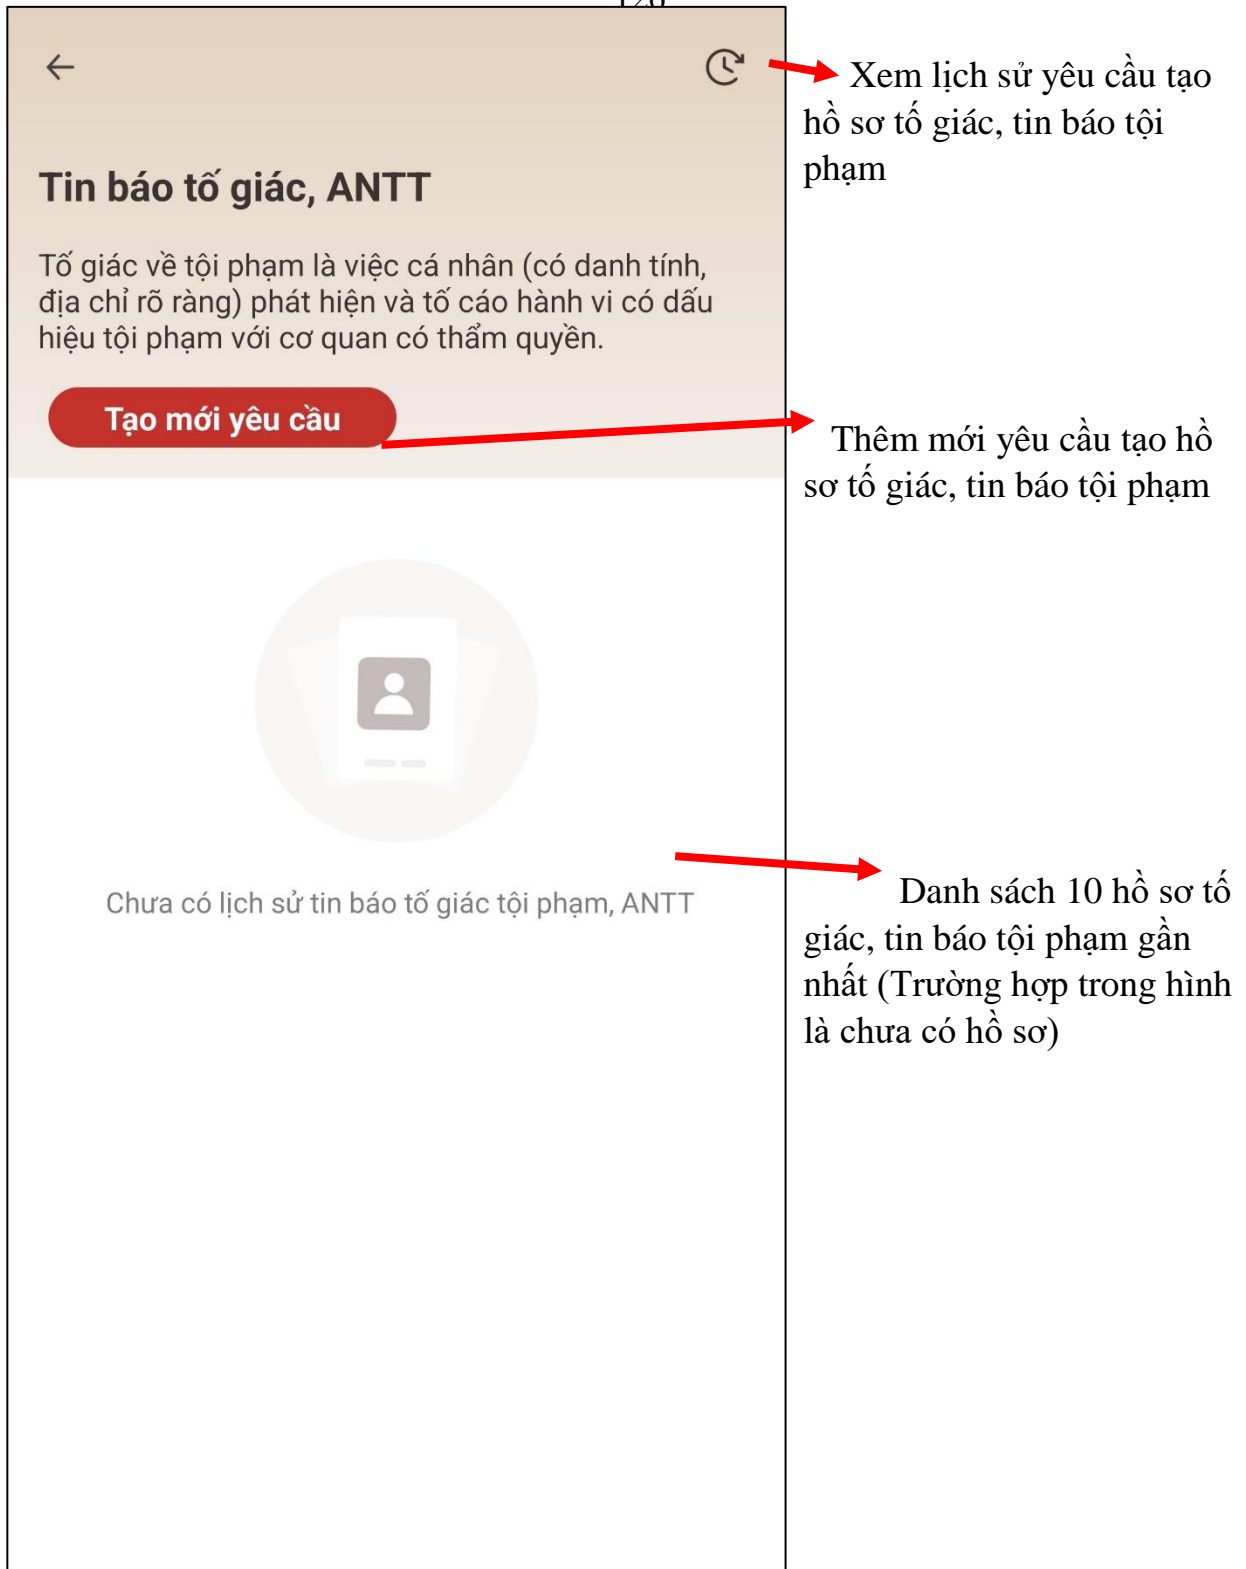 Xem lịch sử yêu cầu tạo
hồ sơ tố giác, tin báo tội
phạm
Tin báo tố giác, ANTT
Tố giác về tội phạm là việc cá nhân (có danh tính,
địa chỉ rõ ràng) phát hiện và tố cáo hành vi có dấu
hiệu tội phạm với cơ quan có thẩm quyền.
Tạo mới yêu cầu
Thêm mới yêu cầu tạo hồ
sơ tố giác, tin báo tội phạm
Chưa có lịch sử tin báo tố giác tội phạm, ANTT
Danh sách 10 hồ sơ tố
giác, tin báo tội phạm gần
nhất (Trường hợp trong hình
là chưa có hồ sơ)